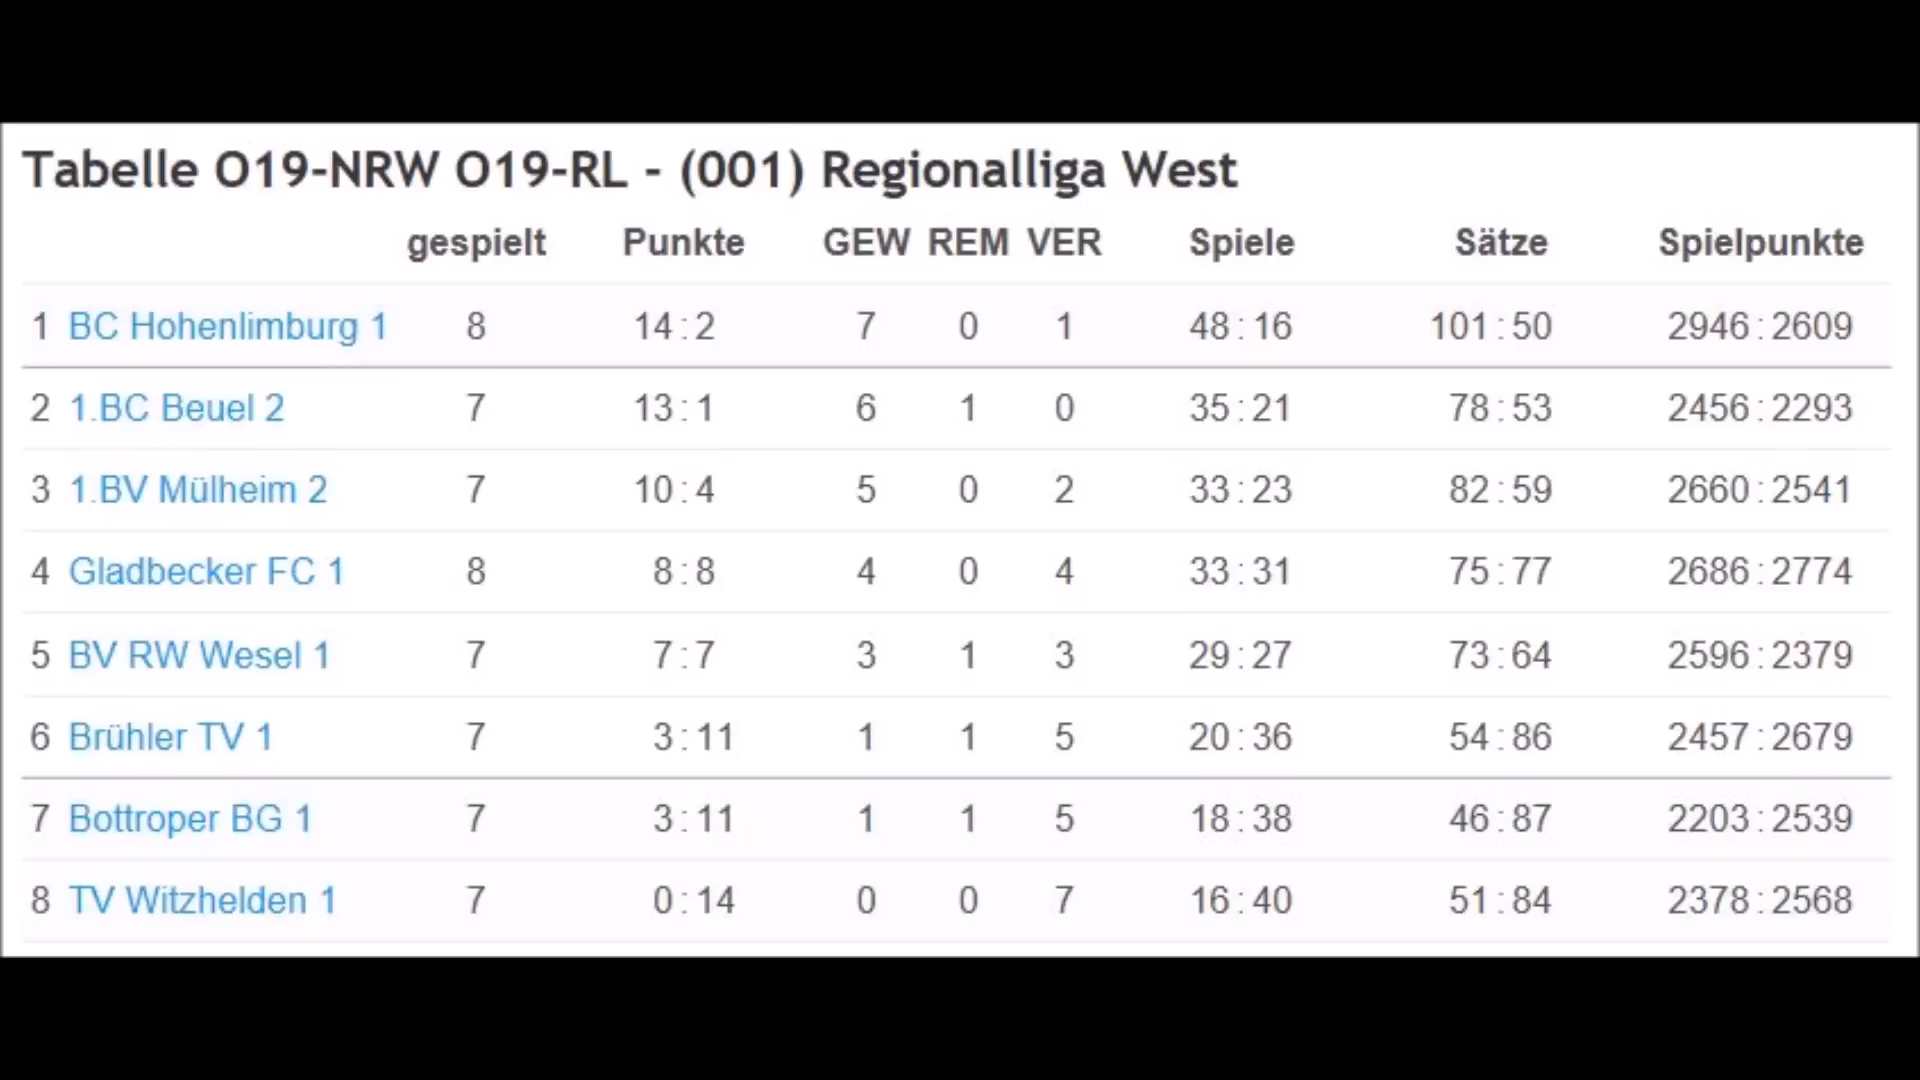 Tabelle O19-NRW O19-RL - (001) Regionalliga West
gespielt Punkte GEW REM VER Spiele Sätze Spielpunkte
1 BC Hohenlimburg 1 8 14:2 7 0 1 48:16 101:50 2946:2609
2 1.BC Beuel 2 7 13:1 6 1 0 35:21 78:53 2456:2293
3 1.BV Mülheim 2 7 10:4 5 0 2 33:23 82:59 2660:2541
4 Gladbecker FC 1 8 8:8 4 0 4 33:31 75:77 2686:2774
5 BV RW Wesel 1 7 7:7 3 1 3 29:27 73:64 2596:2379
6 Brühler TV 1 7 3:11 1 1 5 20:36 54:86 2457:2679
7 Bottroper BG 1 7 3:11 1 1 5 18:38 46:87 2203:2539
8 TV Witzhelden 1 7 0:14 0 0 7 16:40 51:84 2378:2568